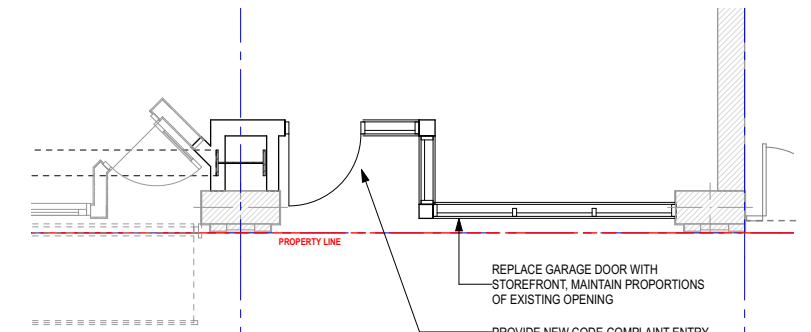 PROPERTY LINE
REPLACE GARAGE DOOR WITH
STOREFRONT, MAINTAIN PROPORTIONS
OF EXISTING OPENING
PROVIDE NEW CODE COMPLAINT ENTRY